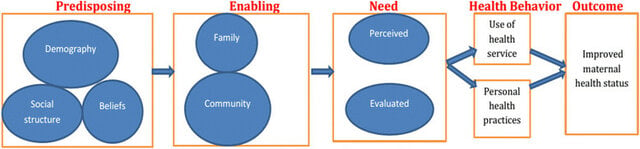 Predisposing
Enabling
Need
Health Behavior
Outcome
Demography
Social
structure
Beliefs
Family
Community
Perceived
Evaluated
Use of
health
service
Personal
health
practices
Improved
maternal
health status